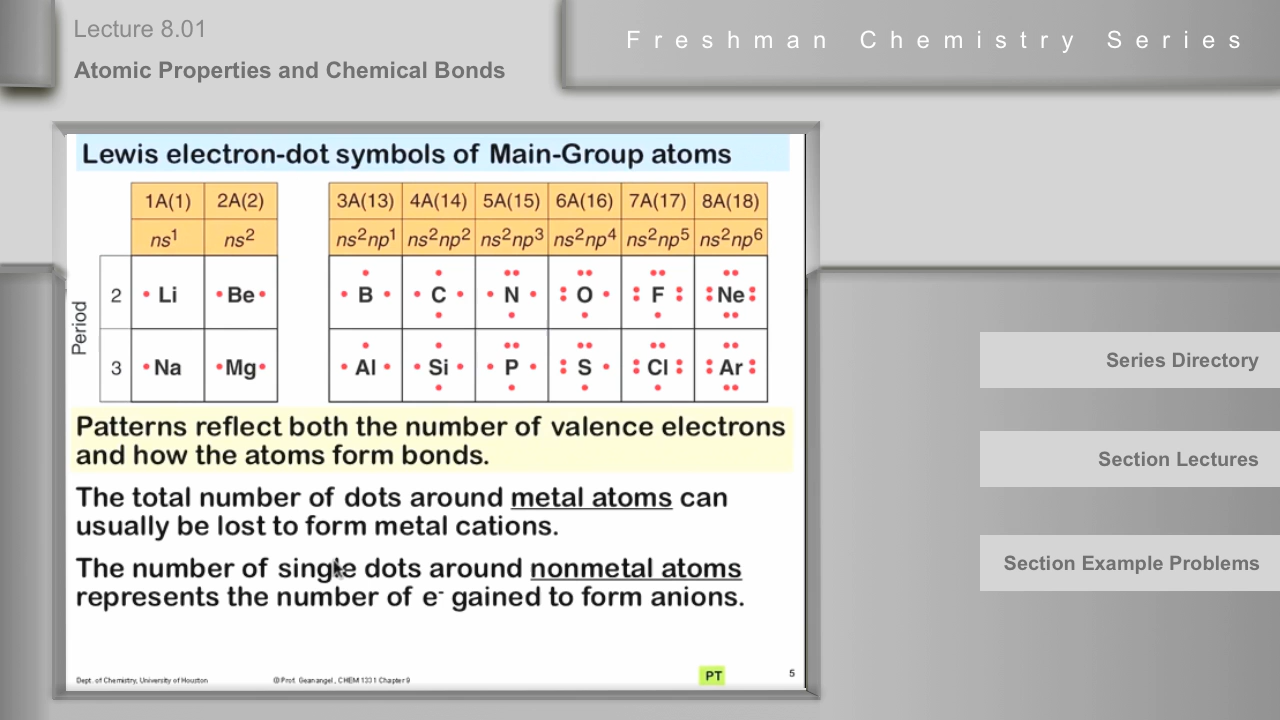 Lecture 8.01
Atomic Properties and Chemical Bonds
Freshman Chemistry Series
Lewis electron-dot symbols of Main-Group atoms
1A(1) 2A(2) 3A(13) 4A(14) 5A(15) 6A(16) 7A(17) 8A(18)
ns¹ ns² ns²np¹ ns²np² ns²np³ ns²np⁴ ns²np⁵ ns²np⁶
Period
2 Li Be B C N O F Ne
3 Na Mg Al Si P S Cl Ar
Patterns reflect both the number of valence electrons
and how the atoms form bonds.
The total number of dots around metal atoms can
usually be lost to form metal cations.
The number of single dots around nonmetal atoms
represents the number of e⁻ gained to form anions.
Dept. of Chemistry, University of Houston
© Prof. Geanangel, CHEM 1331 Chapter 9
PT
5
Series Directory
Section Lectures
Section Example Problems